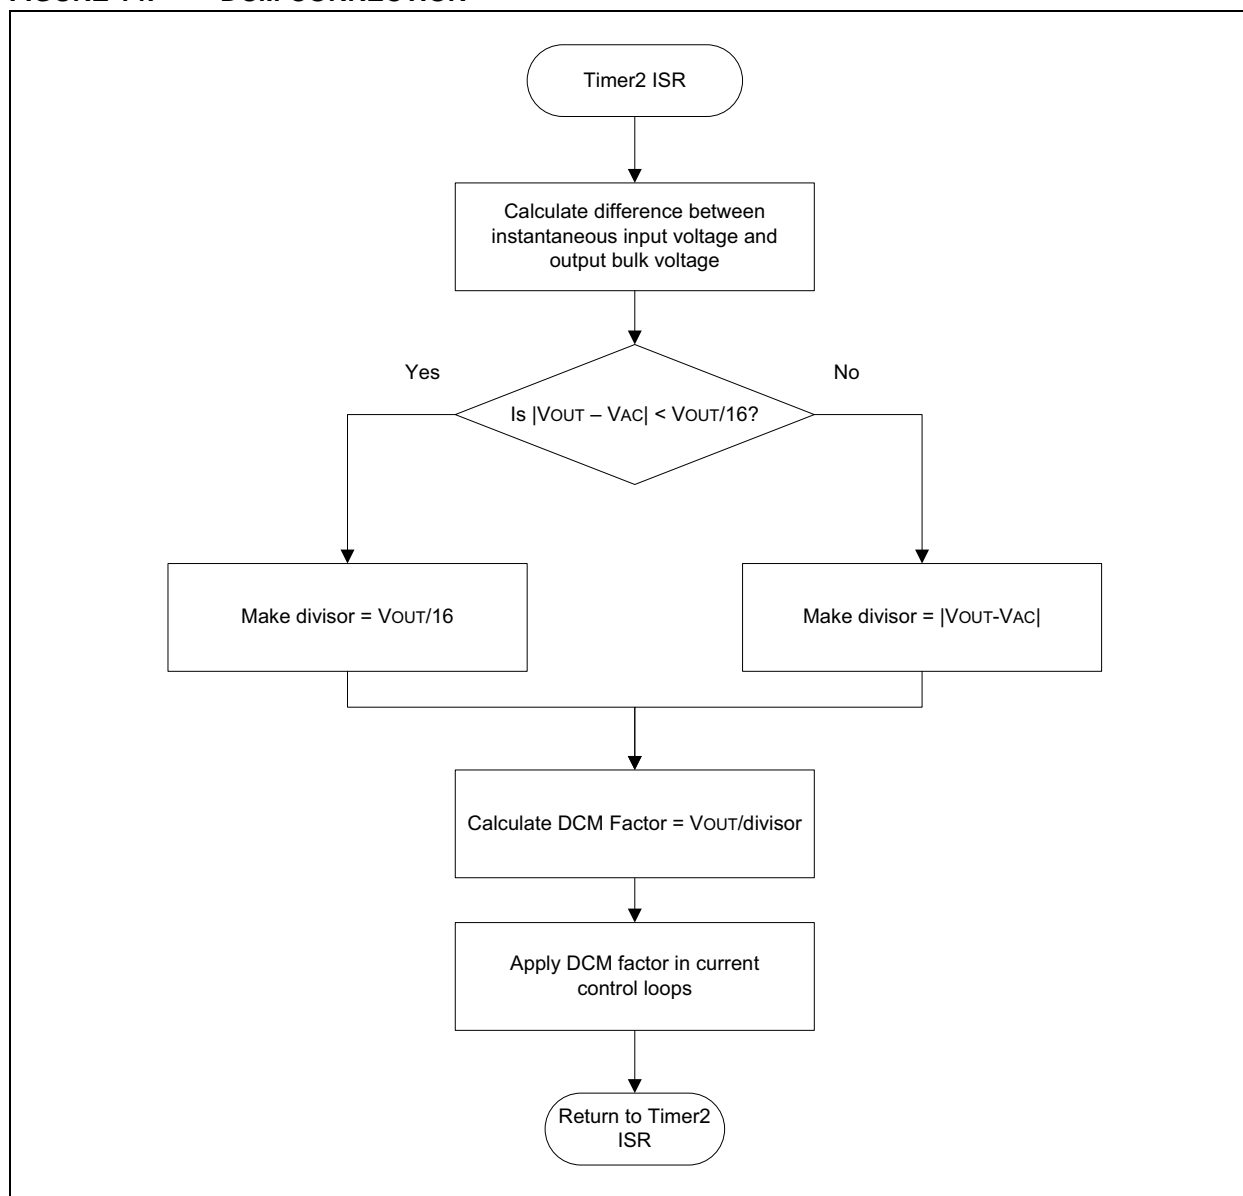 Timer2 ISR
Calculate difference between
instantaneous input voltage and
output bulk voltage
Yes
No
Is |VOUT – VAC| < VOUT/16?
Make divisor = VOUT/16
Make divisor = |VOUT-VAC|
Calculate DCM Factor = VOUT/divisor
Apply DCM factor in current
control loops
Return to Timer2
ISR